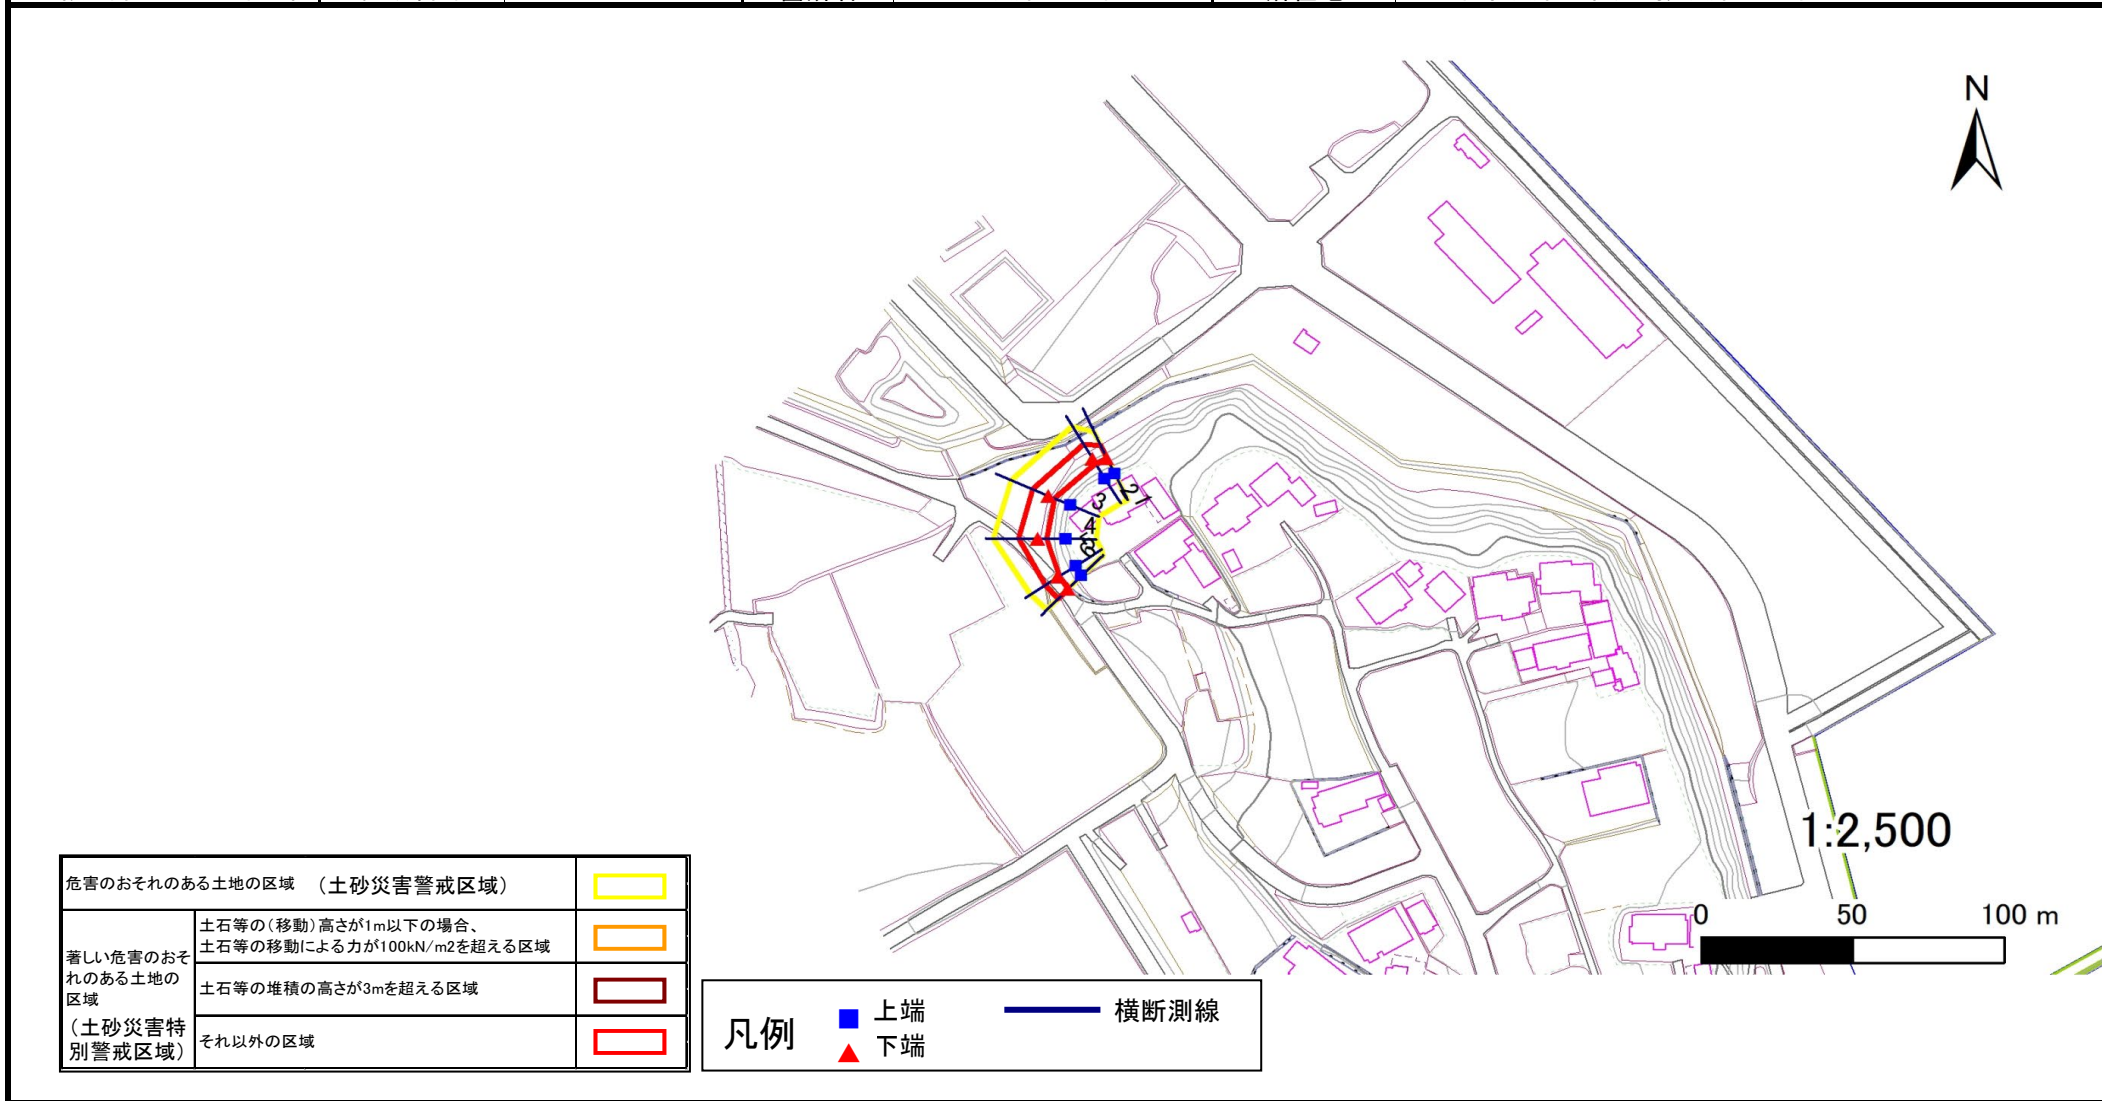 N
1
2
3
4
1:2,500
0 50 100 m
危害のおそれのある土地の区域 （土砂災害警戒区域）
著しい危害のおそ
れのある土地の
区域
（土砂災害特
別警戒区域）
土石等の（移動）高さが1m以下の場合、
土石等の移動による力が100kN/m2を超える区域
土石等の堆積の高さが3mを超える区域
それ以外の区域
凡例
上端
下端
横断測線